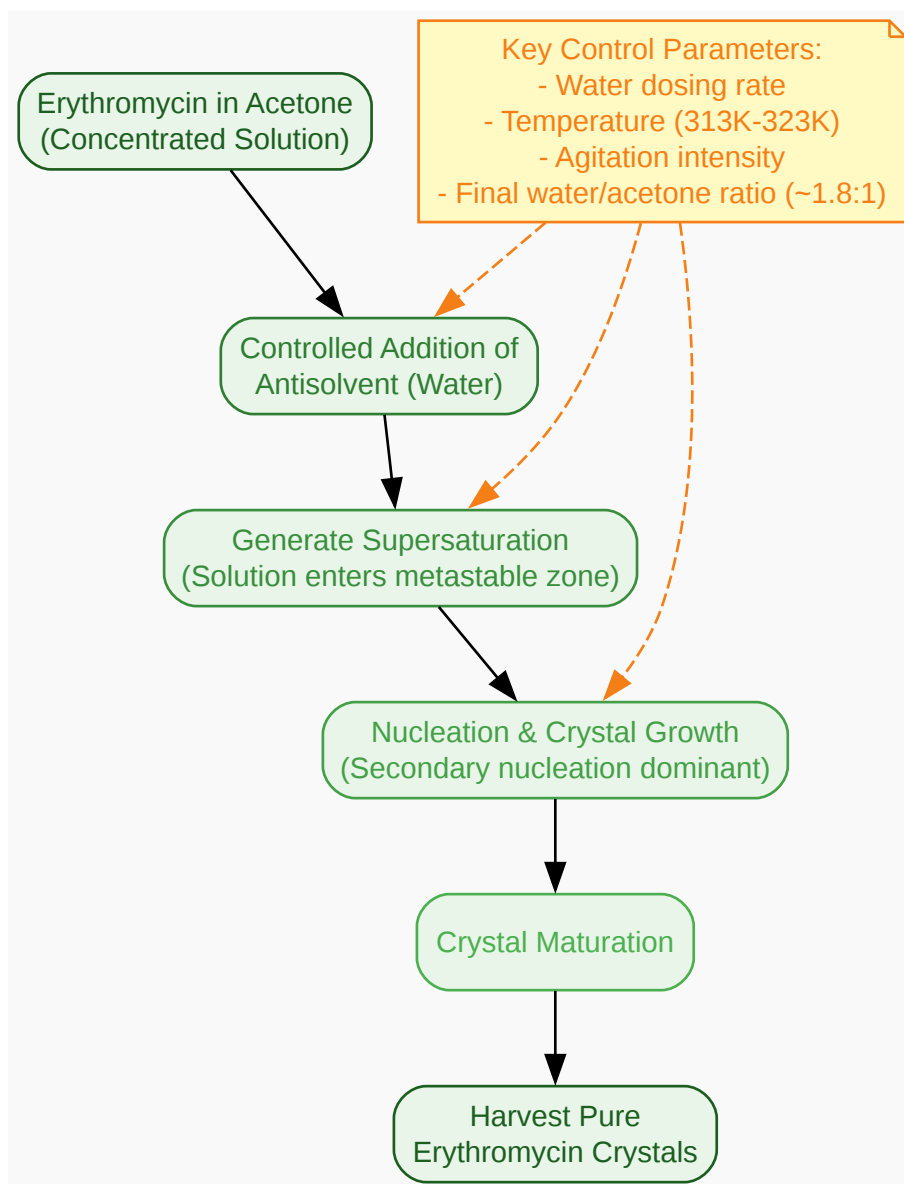 Key Control Parameters:
- Water dosing rate
- Temperature (313K-323K)
- Agitation intensity
- Final water/acetone ratio (~1.8:1)
Erythromycin in Acetone
(Concentrated Solution)
Controlled Addition of
Antisolvent (Water)
Generate Supersaturation
(Solution enters metastable zone)
Nucleation & Crystal Growth
(Secondary nucleation dominant)
Crystal Maturation
Harvest Pure
Erythromycin Crystals